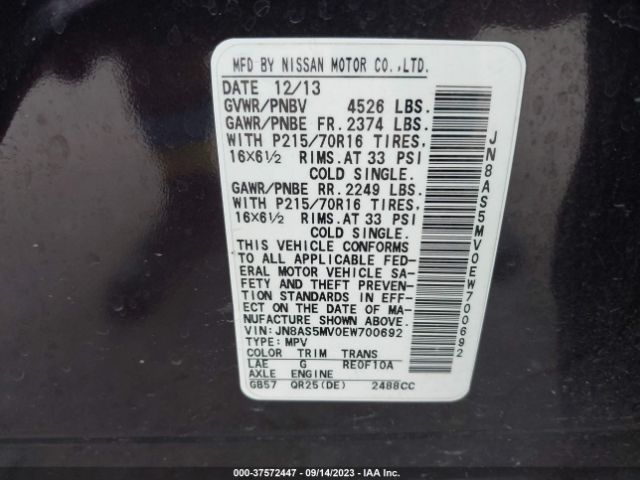 MFD BY NISSAN MOTOR CO.,LTD.
DATE 12/13
GVWR/PNBV 4526 LBS.
GAWR/PNBE FR. 2374 LBS.
WITH P215/70R16 TIRES,
16X6½ RIMS. AT 33 PSI
COLD SINGLE.
GAWR/PNBE RR. 2249 LBS.
WITH P215/70R16 TIRES,
16X6½ RIMS. AT 33 PSI
COLD SINGLE.
THIS VEHICLE CONFORMS
TO ALL APPLICABLE FED-
ERAL MOTOR VEHICLE SA-
FETY AND THEFT PREVEN-
TION STANDARDS IN EFF-
ECT ON THE DATE OF MA-
NUFACTURE SHOWN ABOVE.
VIN: JN8AS5MV0EW700692
TYPE: MPV
COLOR TRIM TRANS
LAE G RE0F10A
AXLE ENGINE
GB57 QR25(DE) 2488CC
JN8AS5MV0EW700692
000-37572447 - 09/14/2023 - IAA Inc.